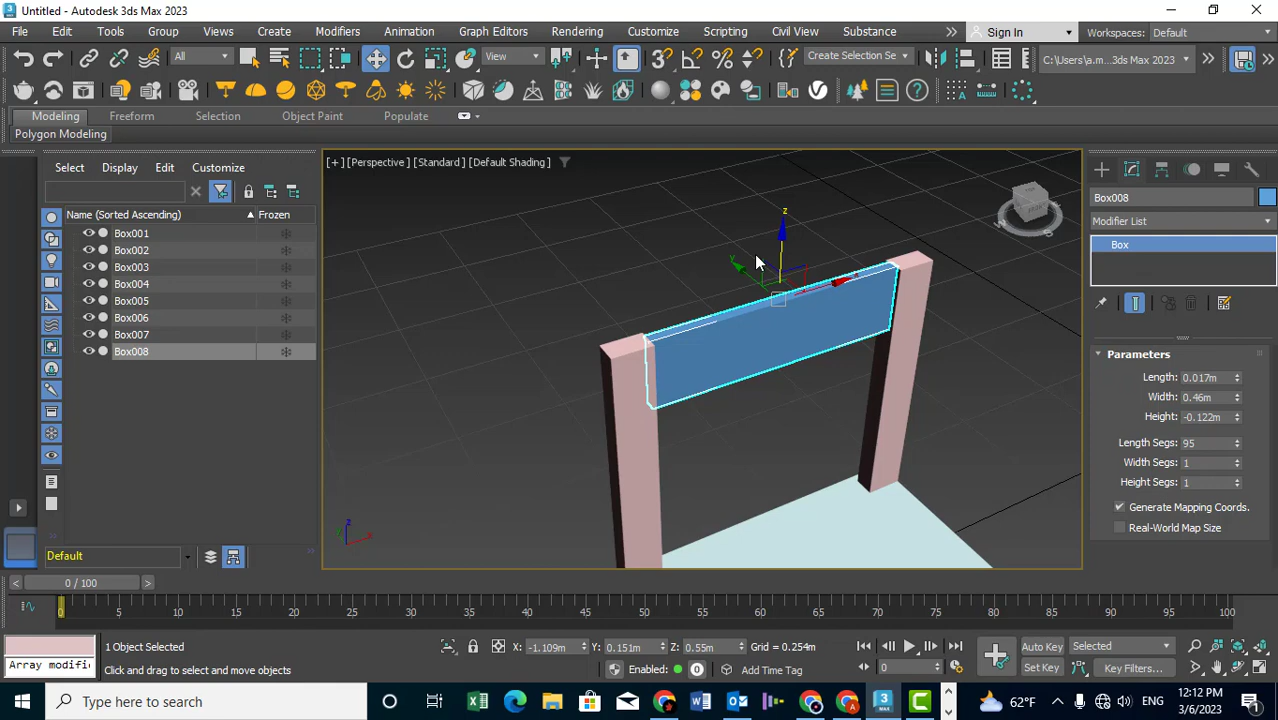 Untitled - Autodesk 3ds Max 2023
File Edit Tools Group Views Create Modifiers Animation Graph Editors Rendering Customize Scripting Civil View Substance Sign In Workspaces: Default
All View Create Selection Se C:\Users\a.m...3ds Max 2023
Modeling Freeform Selection Object Paint Populate
Polygon Modeling
Select Display Edit Customize
Name (Sorted Ascending) Frozen
Box001
Box002
Box003
Box004
Box005
Box006
Box007
Box008
Default
[+] [Perspective] [Standard] [Default Shading]
z
y
z
x
Box008
Modifier List
Box
Parameters
Length: 0.017m
Width: 0.46m
Height: -0.122m
Length Segs: 95
Width Segs: 1
Height Segs: 1
Generate Mapping Coords.
Real-World Map Size
0 / 100
0 5 10 15 20 25 30 35 40 45 50 55 60 65 70 75 80 85 90 95 100
1 Object Selected X: -1.109m Y: 0.151m Z: 0.55m Grid = 0.254m Auto Key Selected
Array modifi Click and drag to select and move objects Enabled: Add Time Tag 0 Set Key Key Filters...
Type here to search 62°F ENG 12:12 PM 3/6/2023